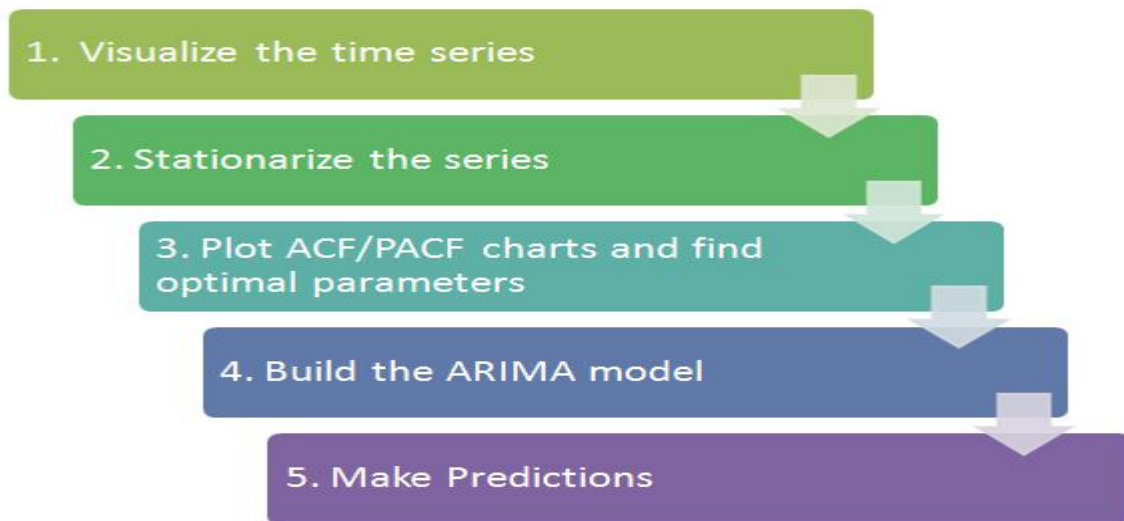 1. Visualize the time series
2. Stationarize the series
3. Plot ACF/PACF charts and find
optimal parameters
4. Build the ARIMA model
5. Make Predictions